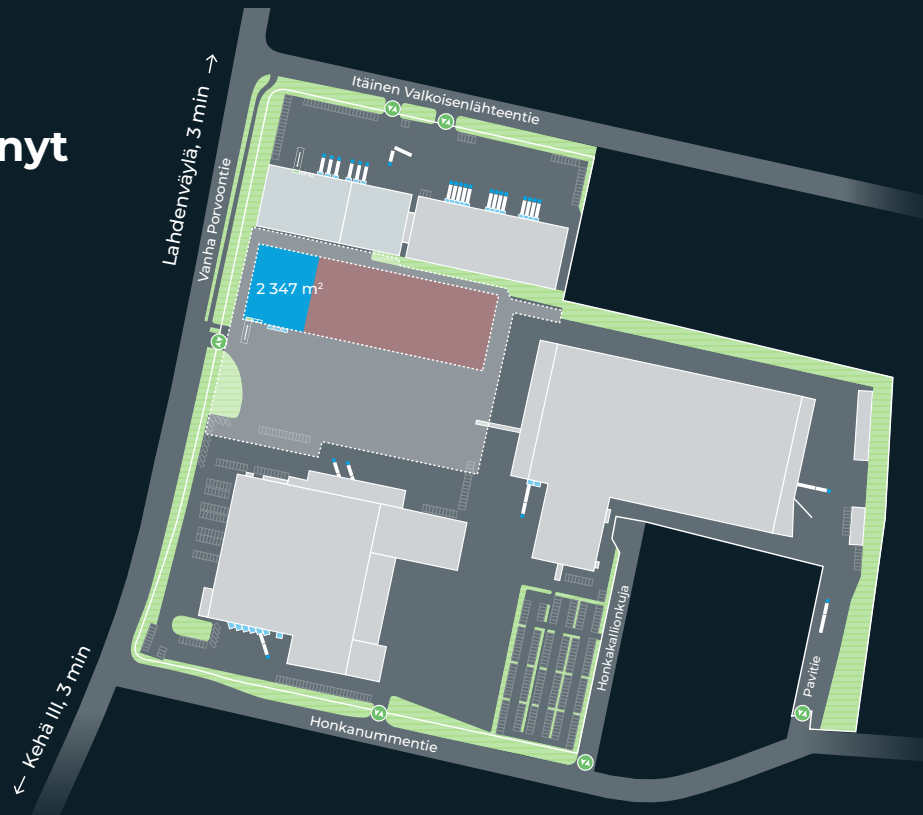 nyt
Lahdenväylä, 3 min →
Itäinen Valkoisenlähteentie
Vanha Porvoontie
2 347 m²
Honkakallionkuja
Pavitie
← Kehä III, 3 min
Honkanummentie